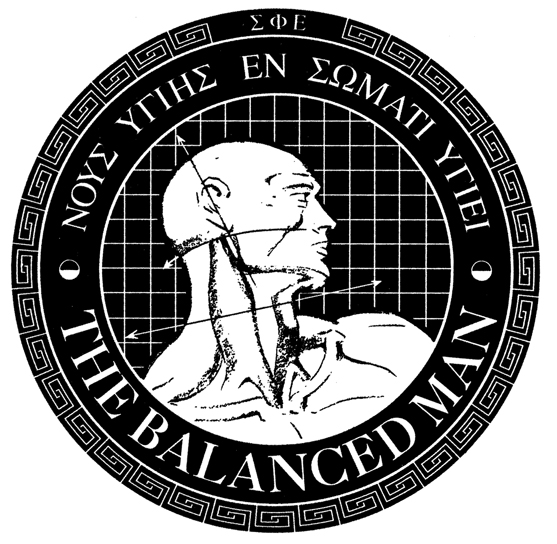 ΣΦΕ
ΝΟΥΣ ΥΓΙΗΣ ΕΝ ΣΩΜΑΤΙ ΥΓΙΕΙ
THE BALANCED MAN